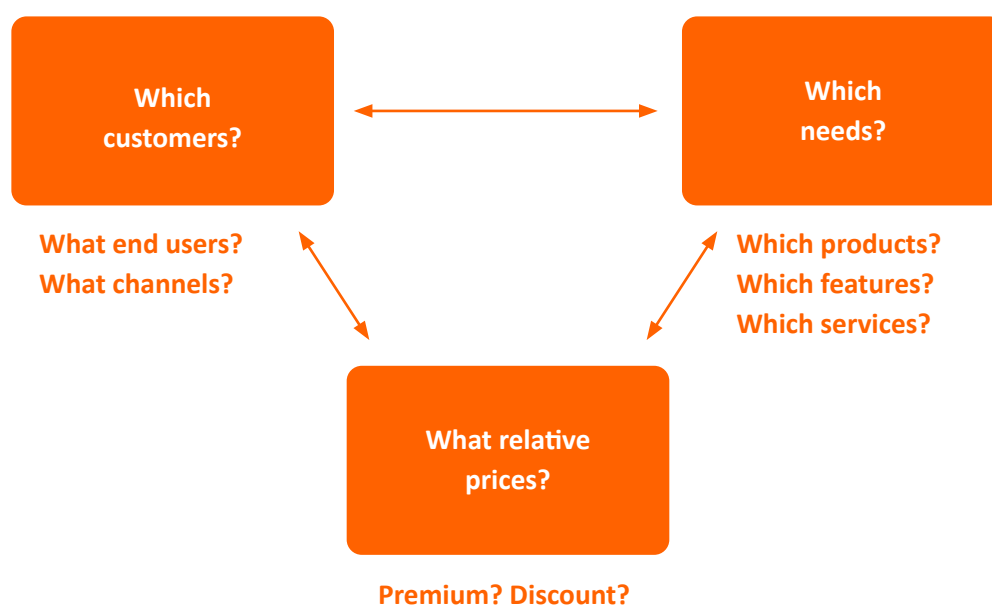 Which
customers?
Which
needs?
What end users?
What channels?
Which products?
Which features?
Which services?
What relative
prices?
Premium? Discount?